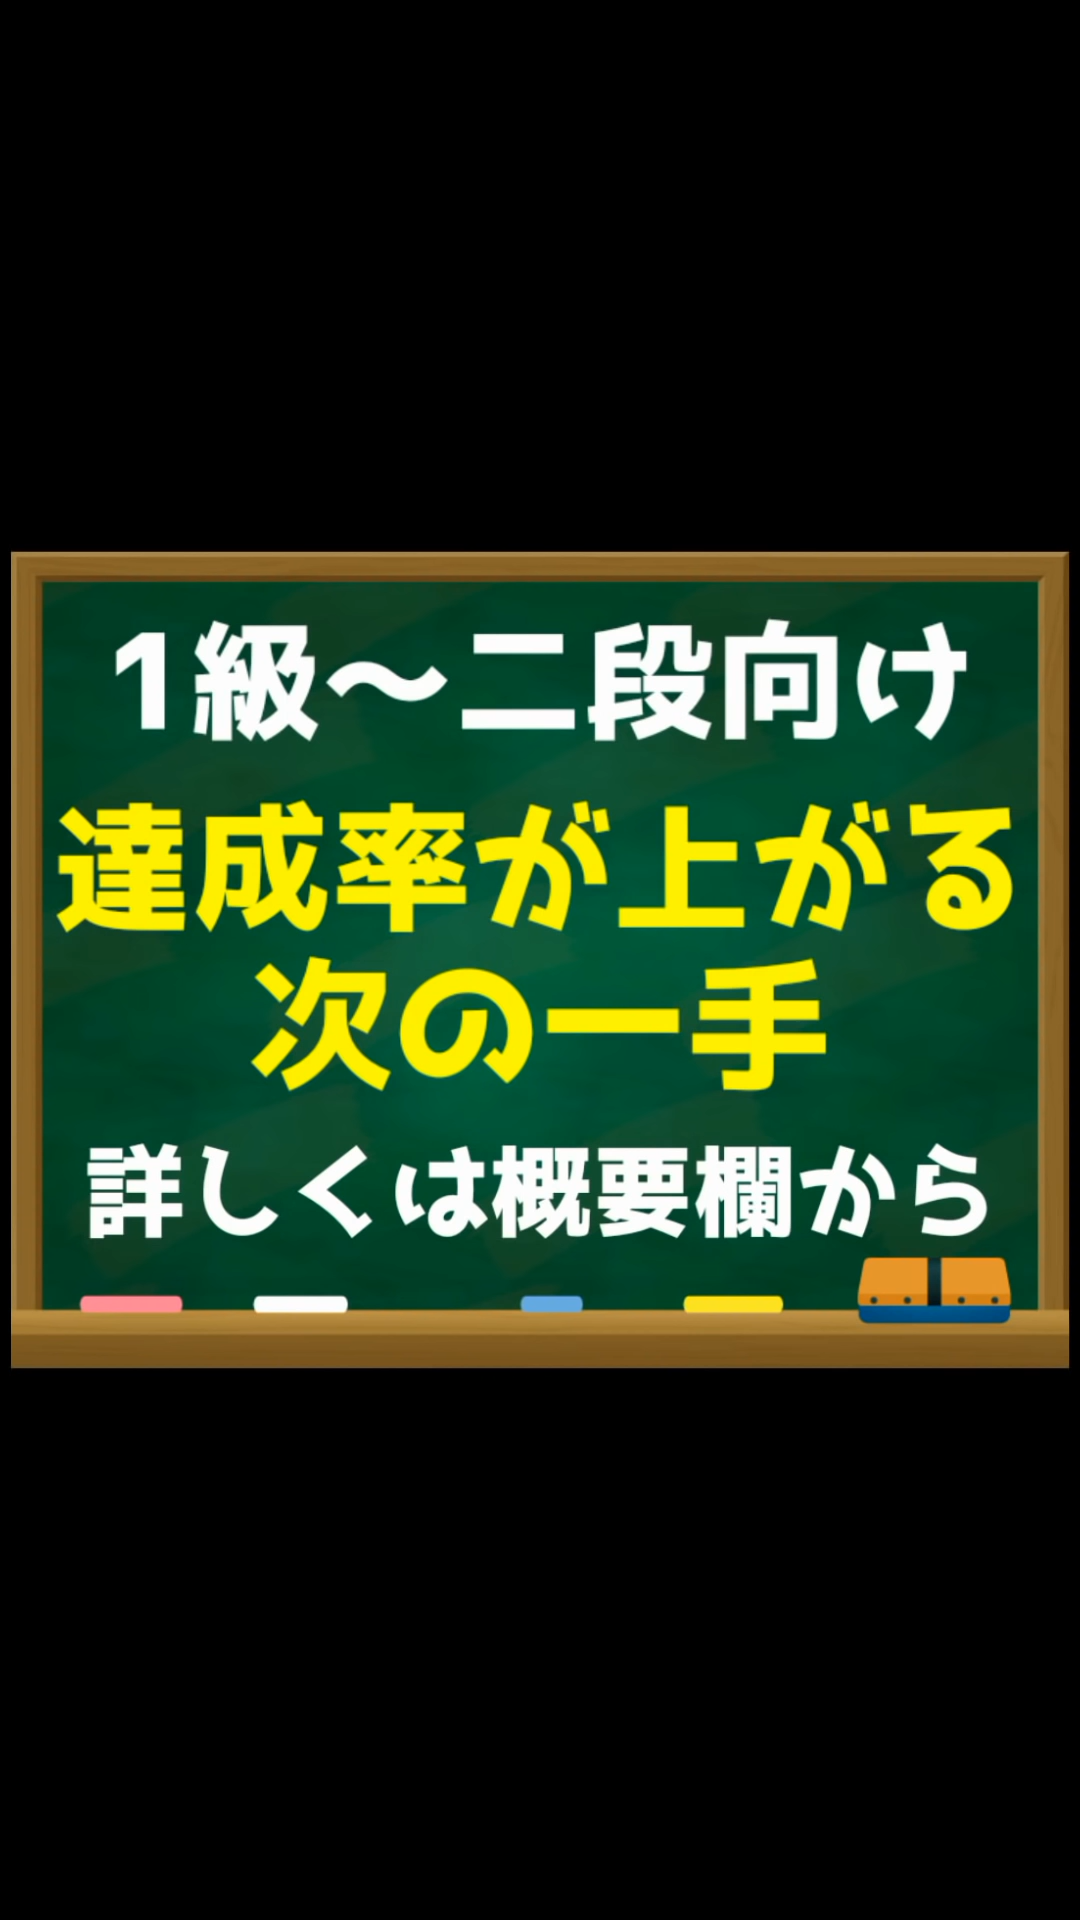 1級〜二段向け
達成率が上がる
次の一手
詳しくは概要欄から